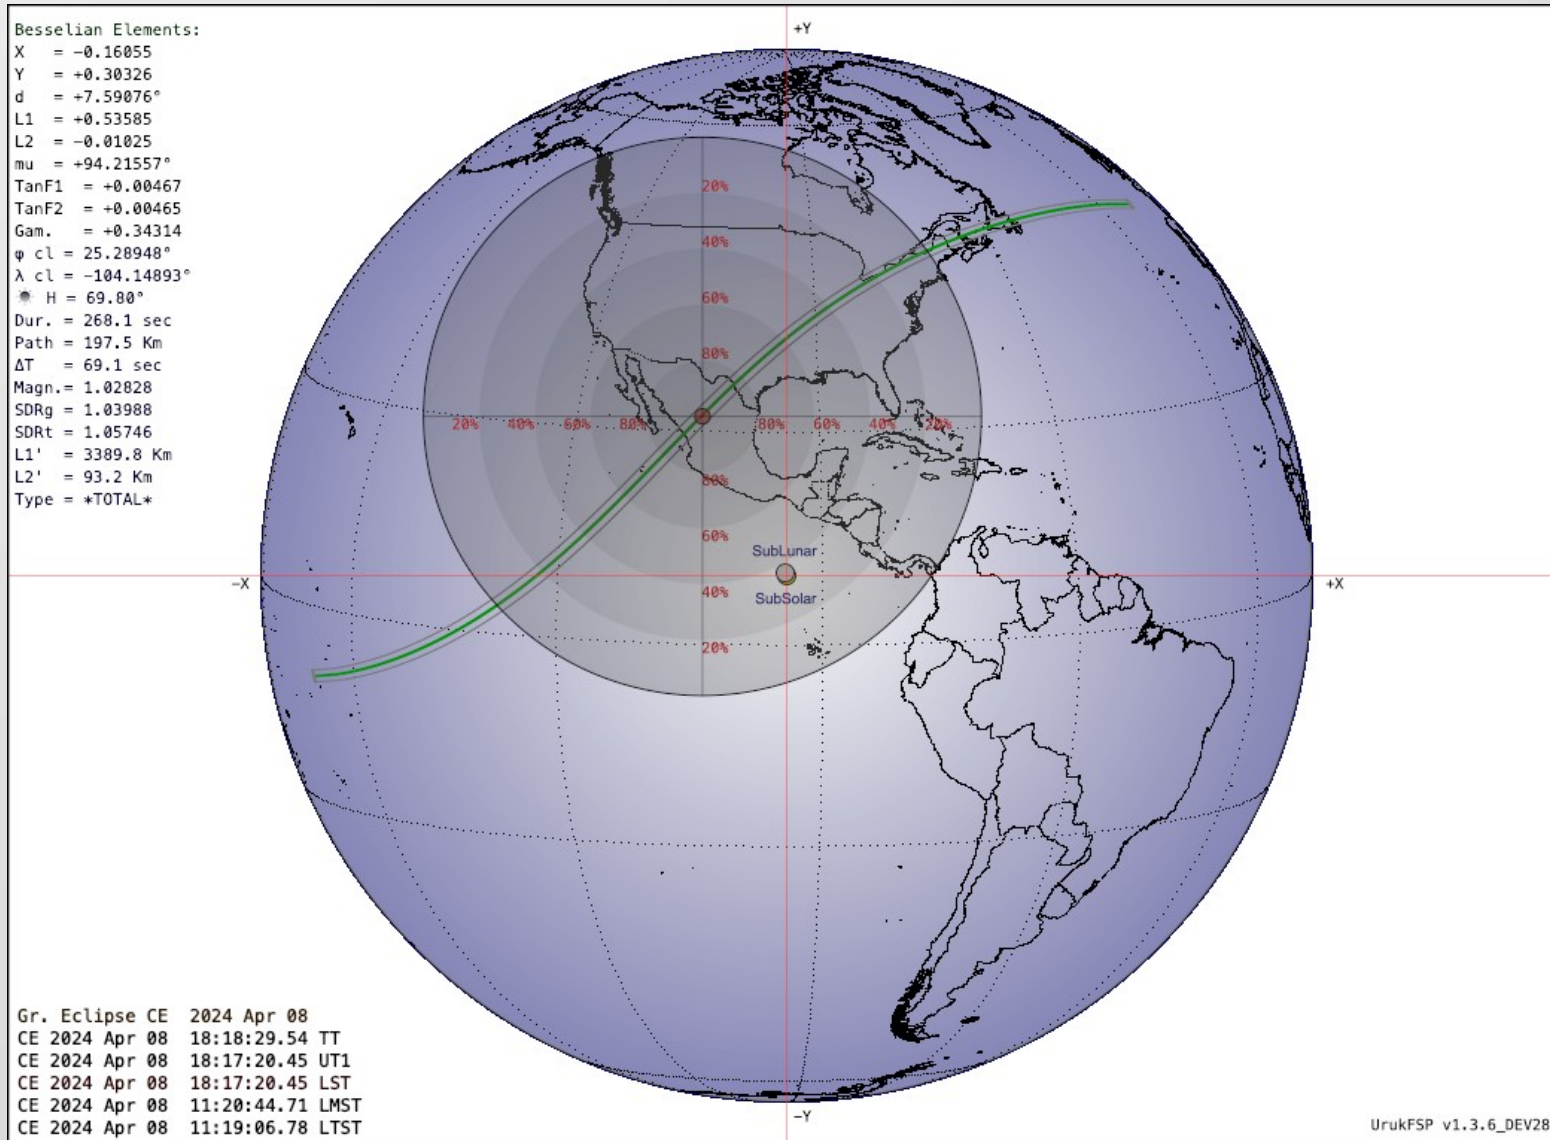 Besselian Elements:
X = −0.16055
Y = +0.30326
d = +7.59076°
L1 = +0.53585
L2 = −0.01025
mu = +94.21557°
TanF1 = +0.00467
TanF2 = +0.00465
Gam. = +0.34314
φ cl = 25.28948°
λ cl = −104.14893°
H = 69.80°
Dur. = 268.1 sec
Path = 197.5 Km
ΔT = 69.1 sec
Magn.= 1.02828
SDRg = 1.03988
SDRt = 1.05746
L1' = 3389.8 Km
L2' = 93.2 Km
Type = *TOTAL*
+Y
20%
40%
60%
80%
20% 40% 60% 80% 80% 60% 40% 20%
80%
60%
SubLunar
−X
+X
40%
SubSolar
20%
Gr. Eclipse CE 2024 Apr 08
CE 2024 Apr 08 18:18:29.54 TT
CE 2024 Apr 08 18:17:20.45 UT1
CE 2024 Apr 08 18:17:20.45 LST
CE 2024 Apr 08 11:20:44.71 LMST
CE 2024 Apr 08 11:19:06.78 LTST
−Y
UrukFSP v1.3.6_DEV28